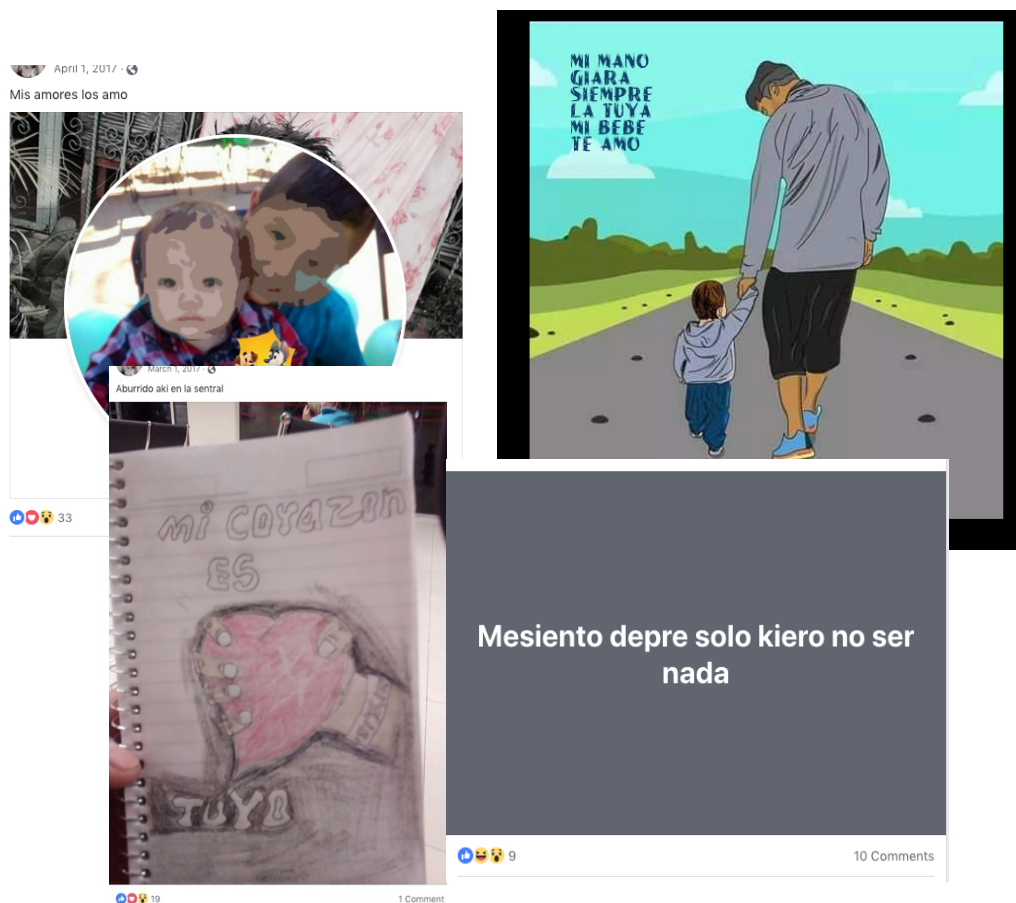 April 1, 2017
Mis amores los amo
33
MI MANO
GIARA
SIEMPRE
LA TUYA
MI BEBE
TE AMO
March 1, 2017
Aburrido aki en la sentral
Mi COrazon
ES
TUYO
19
1 Comment
Mesiento depre solo kiero no ser
nada
9
10 Comments